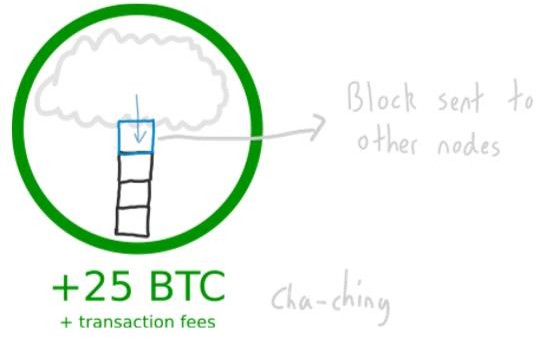 Block sent to
other nodes
+25 BTC
+ transaction fees
Cha-ching